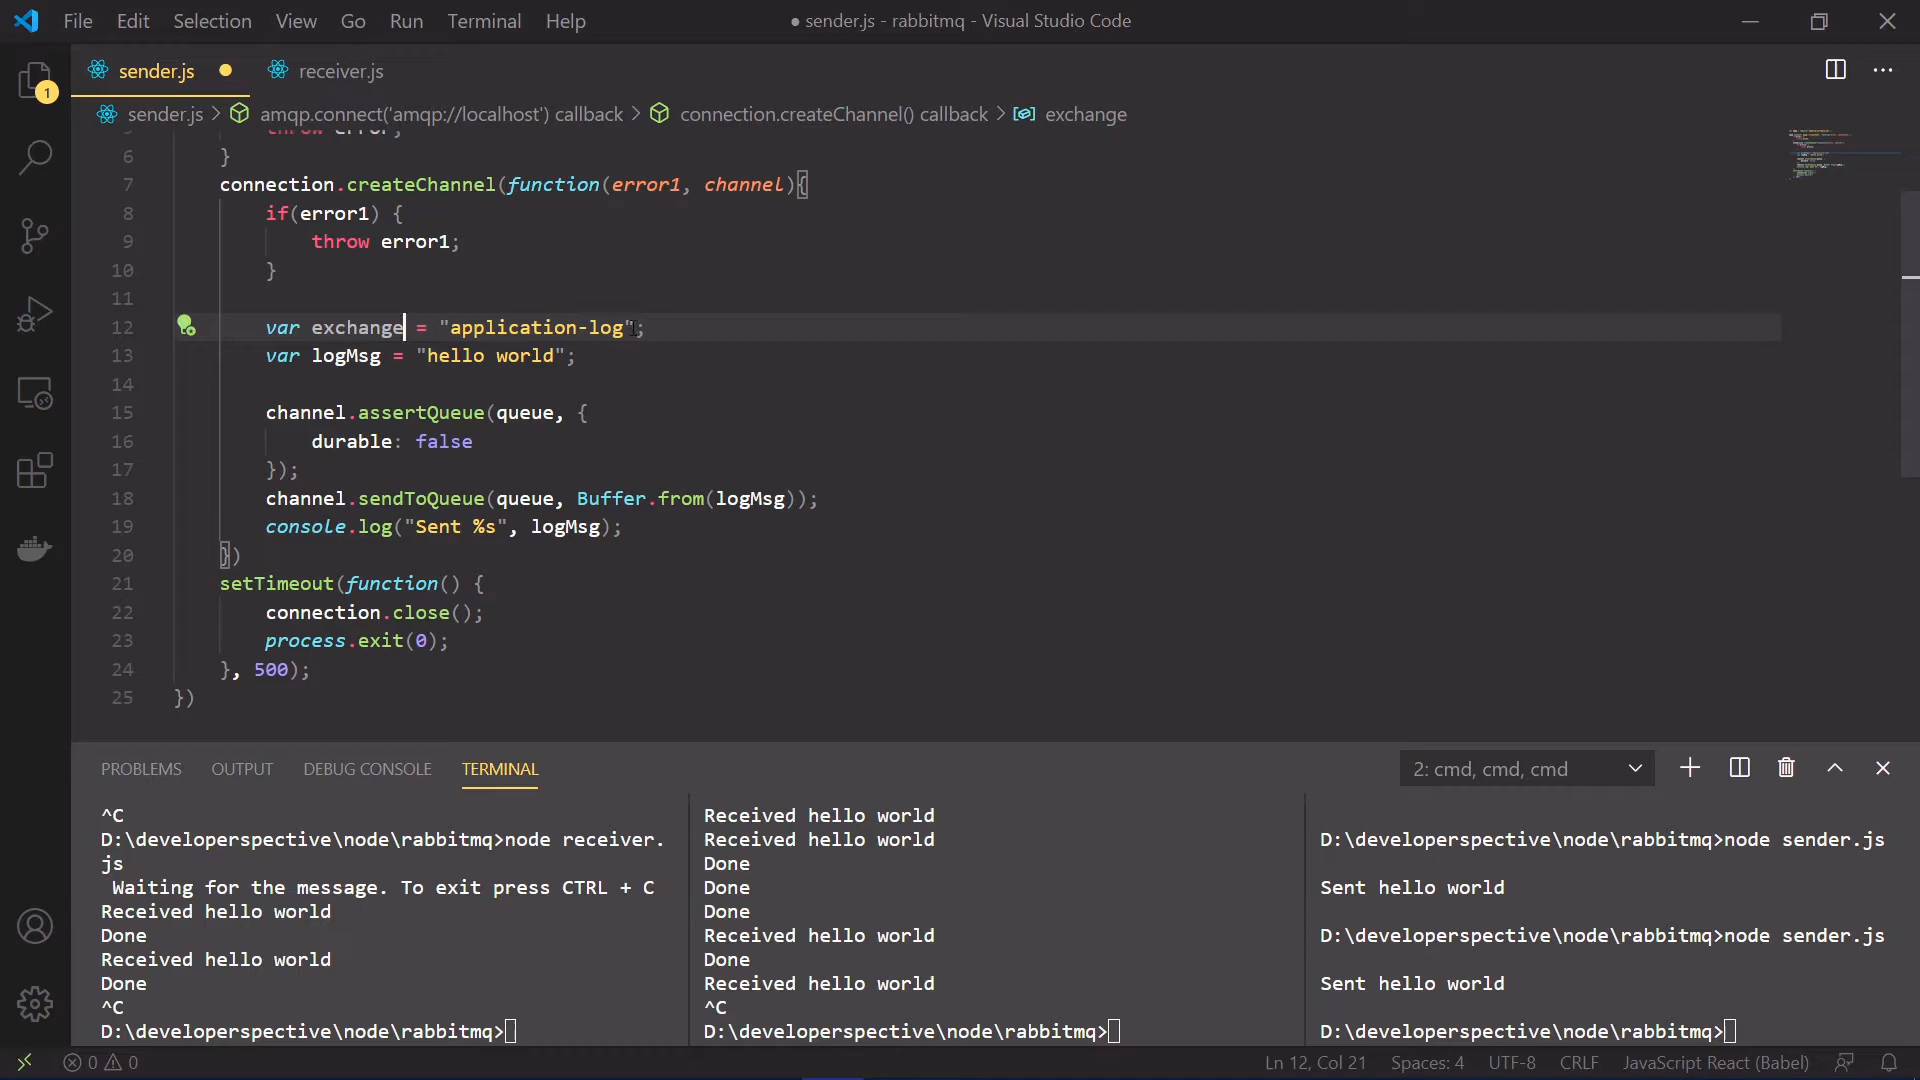 File Edit Selection View Go Run Terminal Help
● sender.js - rabbitmq - Visual Studio Code
sender.js ● receiver.js
1
sender.js > amqp.connect('amqp://localhost') callback > connection.createChannel() callback > exchange
throw error;
6 }
7 connection.createChannel(function(error1, channel){
8 if(error1) {
9 throw error1;
10 }
11
12 var exchange = "application-log";
13 var logMsg = "hello world";
14
15 channel.assertQueue(queue, {
16 durable: false
17 });
18 channel.sendToQueue(queue, Buffer.from(logMsg));
19 console.log("Sent %s", logMsg);
20 })
21 setTimeout(function() {
22 connection.close();
23 process.exit(0);
24 }, 500);
25 })
PROBLEMS OUTPUT DEBUG CONSOLE TERMINAL
2: cmd, cmd, cmd
^C
D:\developerspective\node\rabbitmq>node receiver.
js
Waiting for the message. To exit press CTRL + C
Received hello world
Done
Received hello world
Done
^C
D:\developerspective\node\rabbitmq>
Received hello world
Received hello world
Done
Done
Done
Received hello world
Done
Received hello world
^C
D:\developerspective\node\rabbitmq>
D:\developerspective\node\rabbitmq>node sender.js
Sent hello world
D:\developerspective\node\rabbitmq>node sender.js
Sent hello world
D:\developerspective\node\rabbitmq>
0 0
Ln 12, Col 21 Spaces: 4 UTF-8 CRLF JavaScript React (Babel)